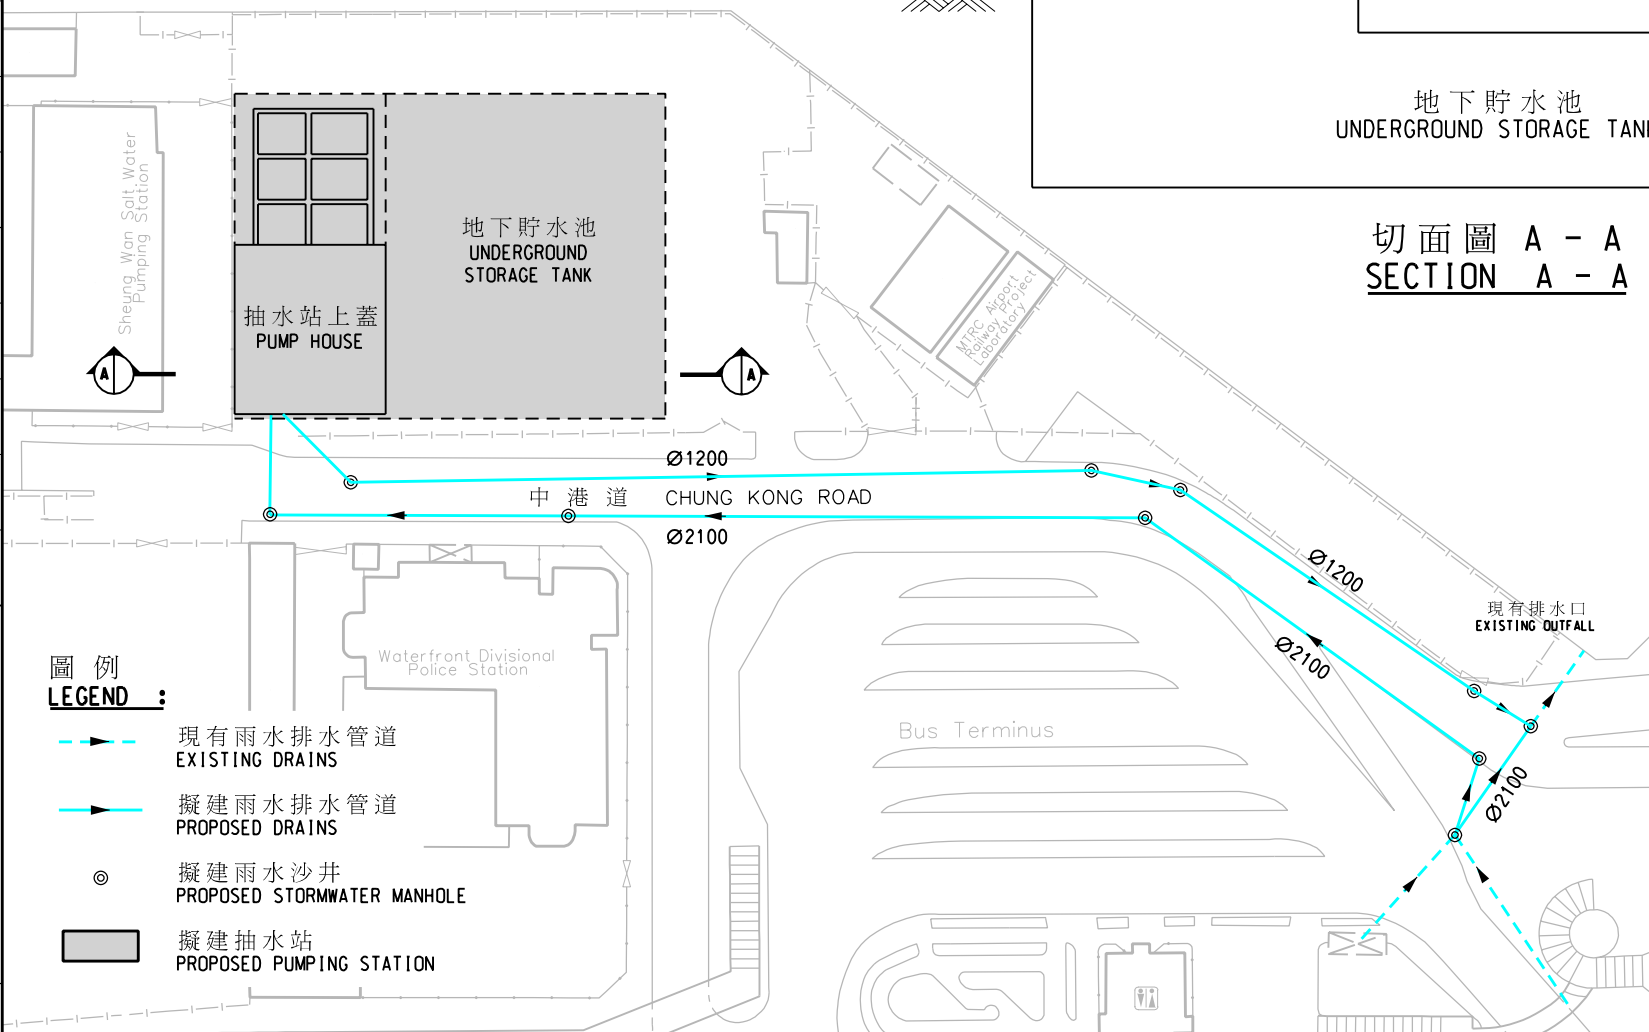 地下貯水池
UNDERGROUND STORAGE TAN
切面圖 A - A
SECTION A - A
Sheung Wan Salt Water
Pumping Station
地下貯水池
UNDERGROUND
STORAGE TANK
抽水站上蓋
PUMP HOUSE
A
A
MTRC Airport
Railway Project
Laboratory
Ø1200
中港道 CHUNG KONG ROAD
Ø2100
Ø1200
Ø2100
現有排水口
EXISTING OUTFALL
Ø2100
Waterfront Divisional
Police Station
Bus Terminus
圖例
LEGEND :
現有雨水排水管道
EXISTING DRAINS
擬建雨水排水管道
PROPOSED DRAINS
擬建雨水沙井
PROPOSED STORMWATER MANHOLE
擬建抽水站
PROPOSED PUMPING STATION